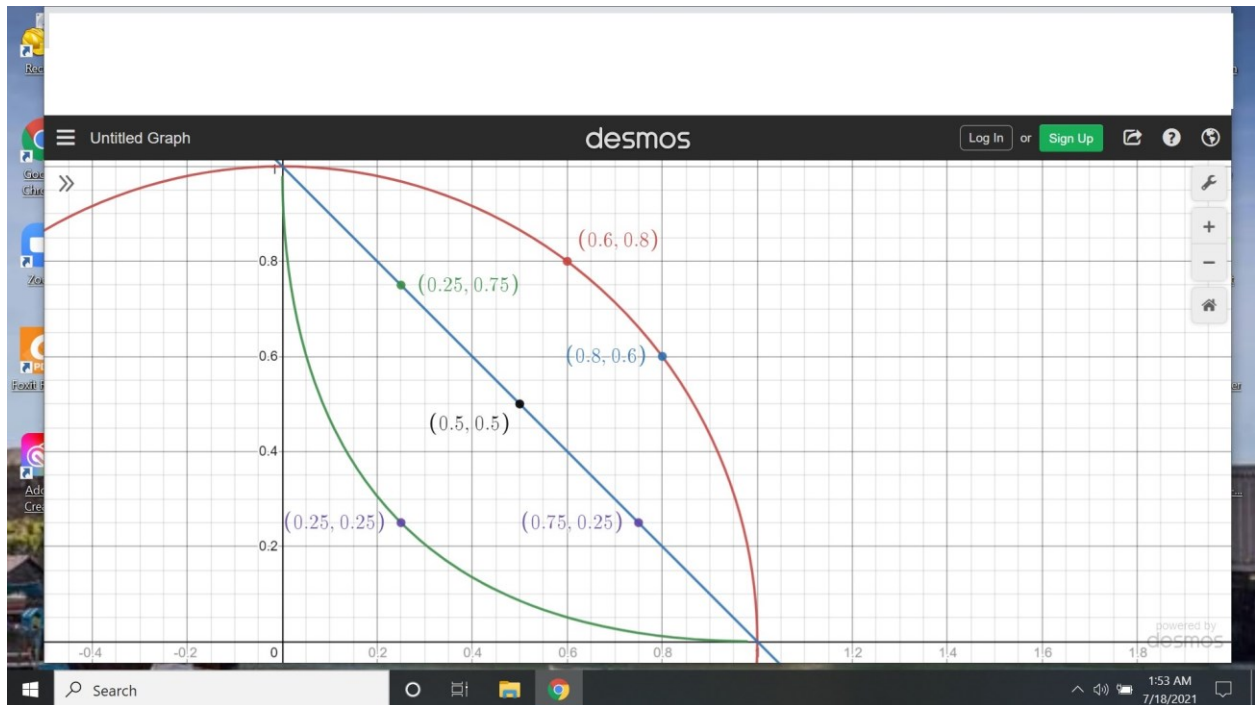 Untitled Graph
desmos
Log In or Sign Up
1
(0.6, 0.8)
0.8
(0.25, 0.75)
0.6
(0.8, 0.6)
(0.5, 0.5)
0.4
(0.25, 0.25)
(0.75, 0.25)
0.2
powered by
desmos
-0.4 -0.2 0 0.2 0.4 0.6 0.8 1 1.2 1.4 1.6 1.8
Search
1:53 AM
7/18/2021